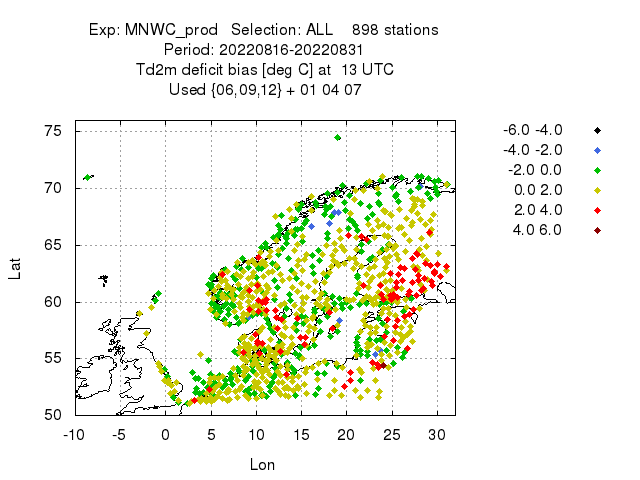 Exp: MNWC_prod   Selection: ALL    898 stations
Period: 20220816-20220831
Td2m deficit bias [deg C] at  13 UTC
Used {06,09,12} + 01 04 07
-6.0 -4.0
-4.0 -2.0
-2.0 0.0
0.0 2.0
2.0 4.0
4.0 6.0
75
70
65
60
55
50
Lat
-10 -5 0 5 10 15 20 25 30
Lon